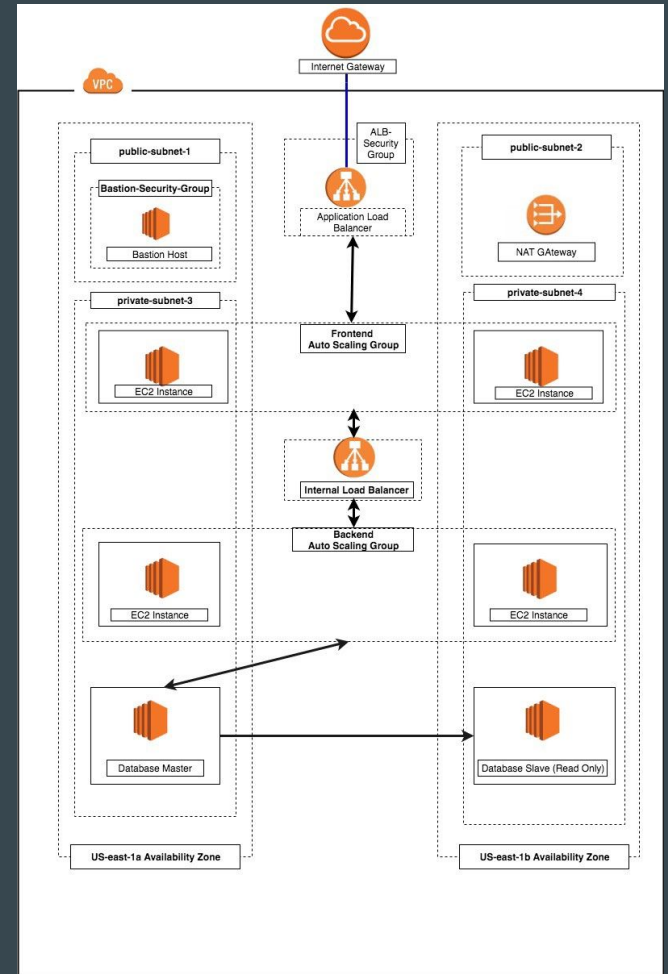 Internet Gateway
VPC
ALB-
Security
Group
public-subnet-1
public-subnet-2
Bastion-Security-Group
Bastion Host
Application Load
Balancer
NAT GAteway
private-subnet-3
private-subnet-4
Frontend
Auto Scaling Group
EC2 Instance
EC2 Instance
Internal Load Balancer
Backend
Auto Scaling Group
EC2 Instance
EC2 Instance
Database Master
Database Slave (Read Only)
US-east-1a Availability Zone
US-east-1b Availability Zone